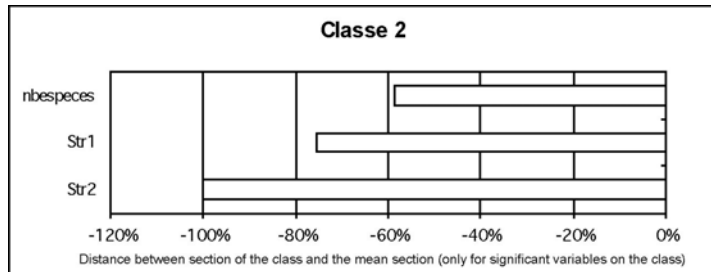 Classe 2
nbespeces
Str1
Str2
-120% -100% -80% -60% -40% -20% 0%
Distance between section of the class and the mean section (only for significant variables on the class)